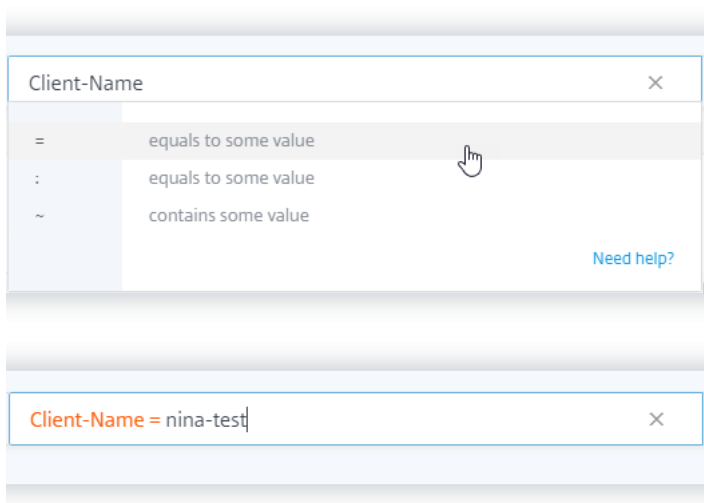 Client-Name ×
= equals to some value
: equals to some value
~ contains some value
Need help?
Client-Name = nina-test ×